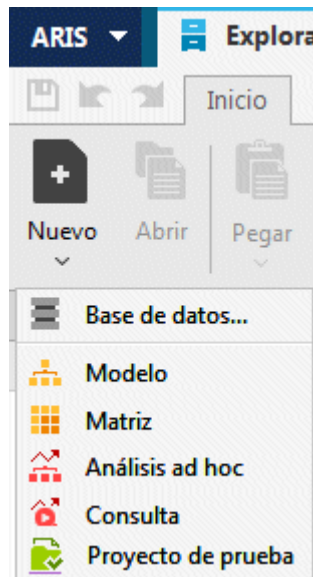 ARIS Explora
Inicio
Nuevo Abrir Pegar
Base de datos...
Modelo
Matriz
Análisis ad hoc
Consulta
Proyecto de prueba